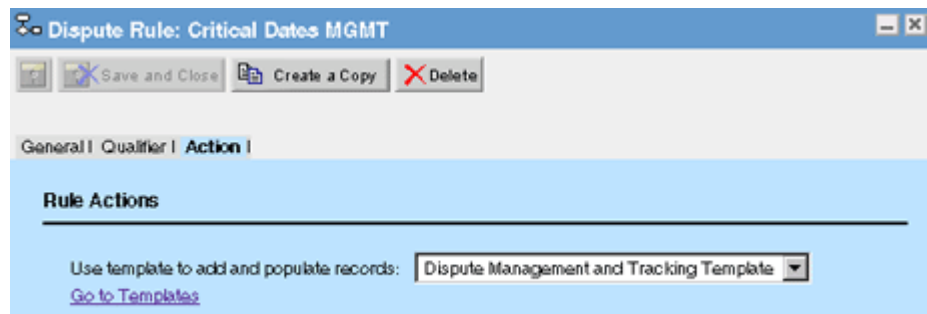 Dispute Rule: Critical Dates MGMT
Save and Close Create a Copy Delete
General | Qualifier | Action |
Rule Actions
Use template to add and populate records: Dispute Management and Tracking Template
Go to Templates